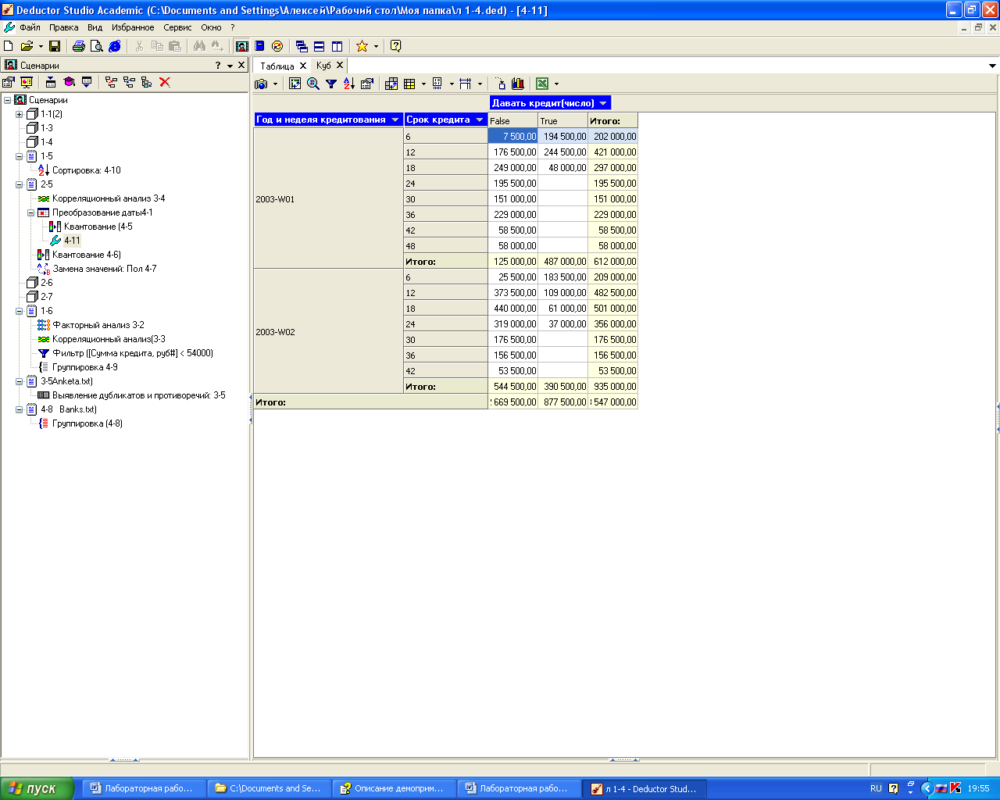 Deductor Studio Academic (C:\Documents and Settings\Алексей\Рабочий стол\Моя папка\л 1-4.ded) - [4-11]
Файл Правка Вид Избранное Сервис Окно ?
Сценарии ?
Таблица Куб
Сценарии
1-1(2)
1-3
1-4
1-5
Сортировка: 4-10
2-5
Корреляционный анализ 3-4
Преобразование даты4-1
Квантование (4-5
4-11
Квантование 4-6)
Замена значений: Пол 4-7
2-6
2-7
1-6
Факторный анализ 3-2
Корреляционный анализ(3-3
Фильтр ([Сумма кредита, руб#] < 54000)
Группировка 4-9
3-5Anketa.txt)
Выявление дубликатов и противоречий: 3-5
4-8 Banks.txt)
Группировка (4-8)
Давать кредит(число)
Год и неделя кредитования Срок кредита False True Итого:
2003-W01
6 7 500,00 194 500,00 202 000,00
12 176 500,00 244 500,00 421 000,00
18 249 000,00 48 000,00 297 000,00
24 195 500,00 195 500,00
30 151 000,00 151 000,00
36 229 000,00 229 000,00
42 58 500,00 58 500,00
48 58 000,00 58 000,00
Итого: 125 000,00 487 000,00 612 000,00
2003-W02
6 25 500,00 183 500,00 209 000,00
12 373 500,00 109 000,00 482 500,00
18 440 000,00 61 000,00 501 000,00
24 319 000,00 37 000,00 356 000,00
30 176 500,00 176 500,00
36 156 500,00 156 500,00
42 53 500,00 53 500,00
Итого: 544 500,00 390 500,00 935 000,00
Итого: 669 500,00 877 500,00 547 000,00
пуск
Лабораторная рабо...
C:\Documents and Se...
Описание демоприм...
Лабораторная рабо...
л 1-4 - Deductor Stud...
RU 19:55